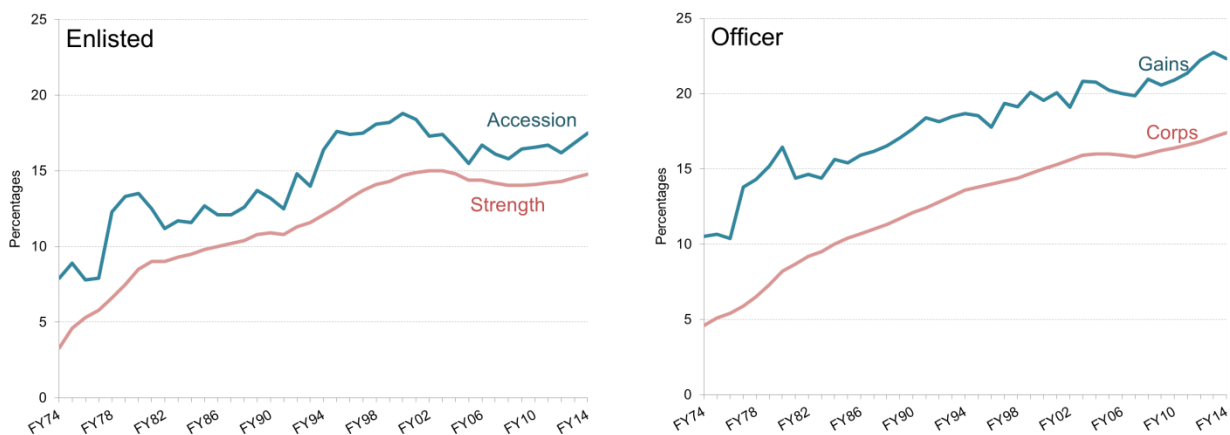 Enlisted
25
20
15
10
5
0
Percentages
Accession
Strength
FY74
FY78
FY82
FY86
FY90
FY94
FY98
FY02
FY06
FY10
FY14
Officer
25
20
15
10
5
0
Percentages
Gains
Corps
FY74
FY78
FY82
FY86
FY90
FY94
FY98
FY02
FY06
FY10
FY14